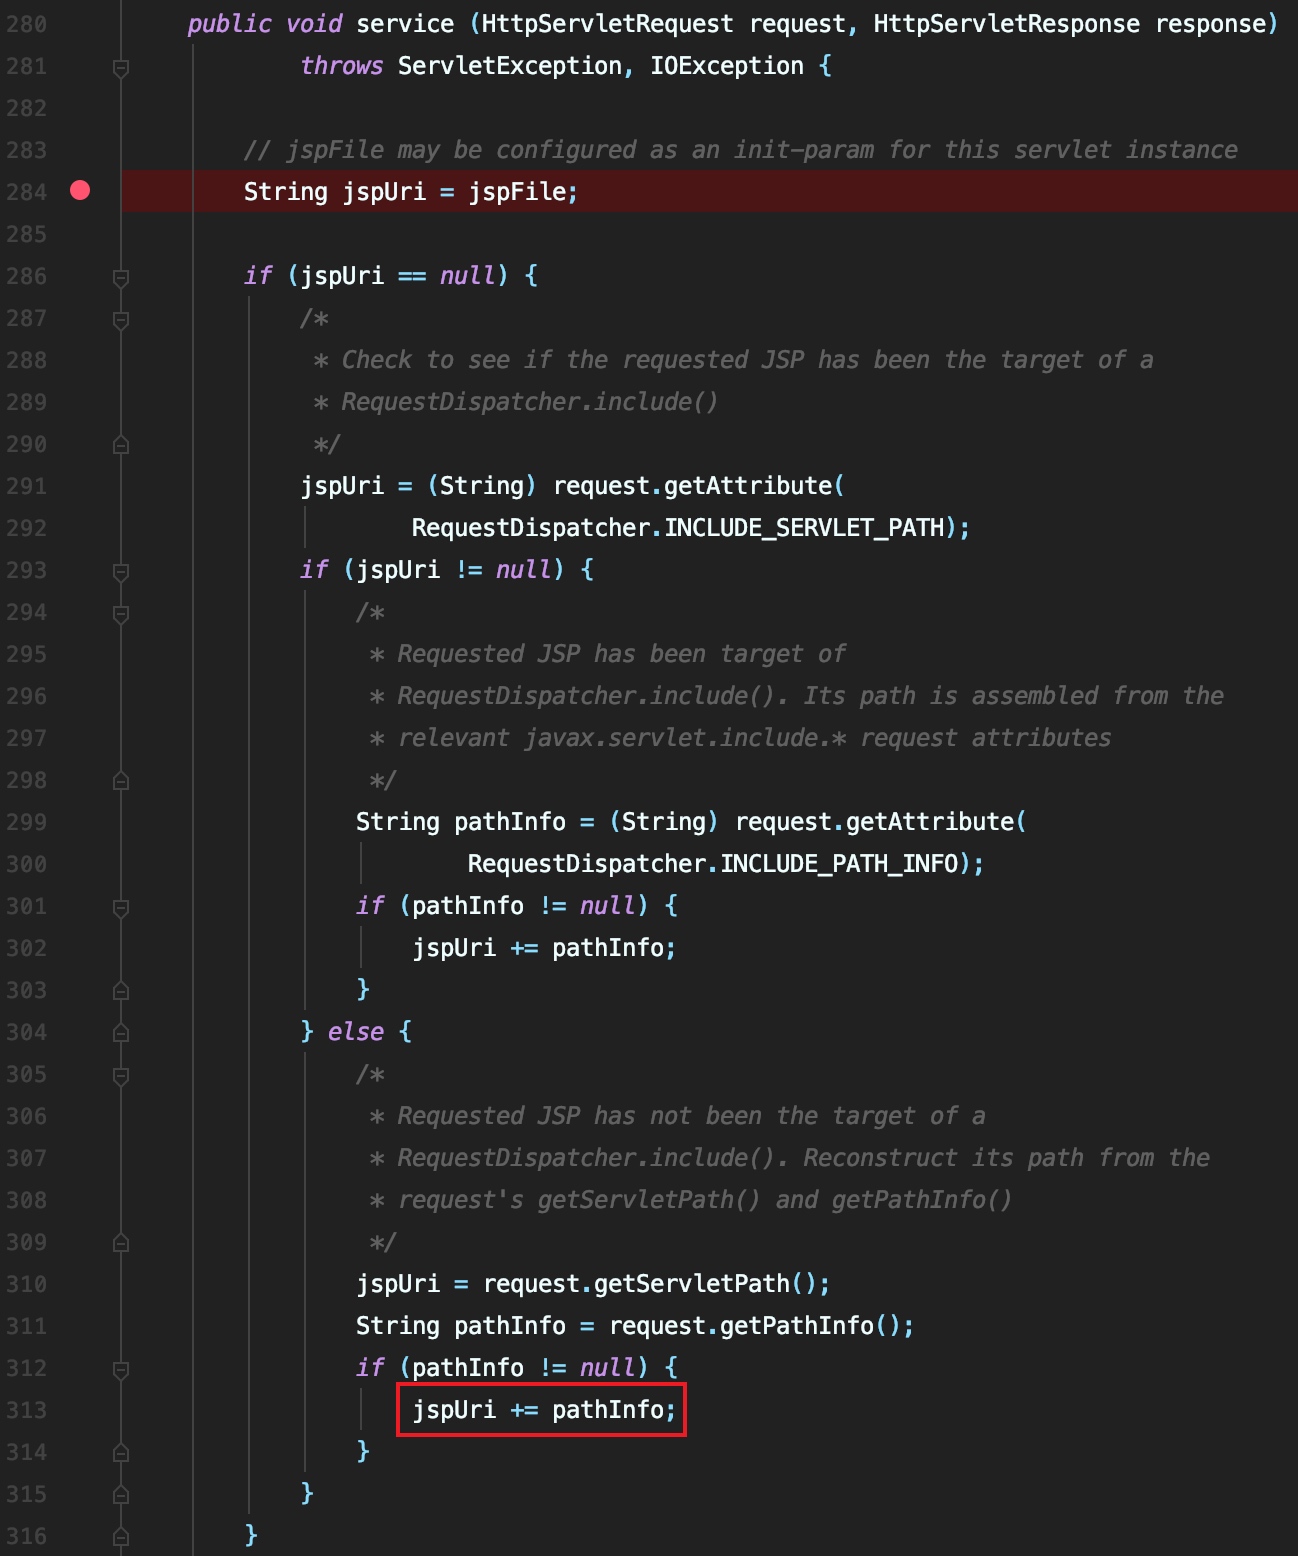 280 public void service (HttpServletRequest request, HttpServletResponse response)
281 throws ServletException, IOException {
282
283 // jspFile may be configured as an init-param for this servlet instance
284 String jspUri = jspFile;
285
286 if (jspUri == null) {
287 /*
288 * Check to see if the requested JSP has been the target of a
289 * RequestDispatcher.include()
290 */
291 jspUri = (String) request.getAttribute(
292 RequestDispatcher.INCLUDE_SERVLET_PATH);
293 if (jspUri != null) {
294 /*
295 * Requested JSP has been target of
296 * RequestDispatcher.include(). Its path is assembled from the
297 * relevant javax.servlet.include.* request attributes
298 */
299 String pathInfo = (String) request.getAttribute(
300 RequestDispatcher.INCLUDE_PATH_INFO);
301 if (pathInfo != null) {
302 jspUri += pathInfo;
303 }
304 } else {
305 /*
306 * Requested JSP has not been the target of a
307 * RequestDispatcher.include(). Reconstruct its path from the
308 * request's getServletPath() and getPathInfo()
309 */
310 jspUri = request.getServletPath();
311 String pathInfo = request.getPathInfo();
312 if (pathInfo != null) {
313 jspUri += pathInfo;
314 }
315 }
316 }